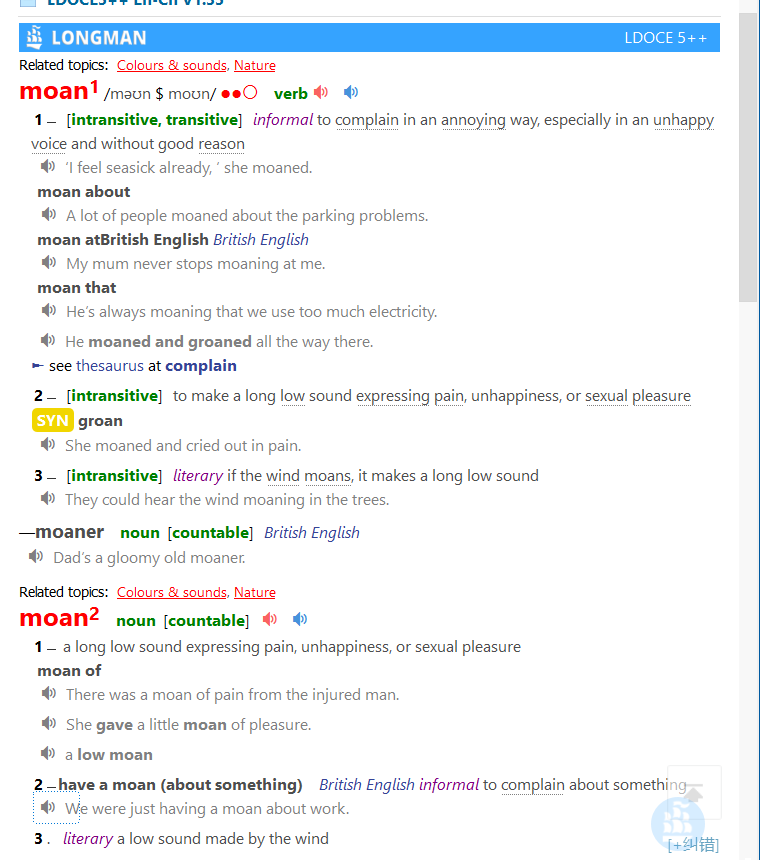 LDOCE5++ En-Cn V1.35
LONGMAN LDOCE 5++
Related topics: Colours & sounds, Nature
moan1 /məʊn $ moʊn/ ●●○ verb
1 – [intransitive, transitive] informal to complain in an annoying way, especially in an unhappy
voice and without good reason
‘I feel seasick already, ’ she moaned.
moan about
A lot of people moaned about the parking problems.
moan atBritish English British English
My mum never stops moaning at me.
moan that
He’s always moaning that we use too much electricity.
He moaned and groaned all the way there.
► see thesaurus at complain
2 – [intransitive] to make a long low sound expressing pain, unhappiness, or sexual pleasure
SYN groan
She moaned and cried out in pain.
3 – [intransitive] literary if the wind moans, it makes a long low sound
They could hear the wind moaning in the trees.
—moaner noun [countable] British English
Dad’s a gloomy old moaner.
Related topics: Colours & sounds, Nature
moan2 noun [countable]
1 – a long low sound expressing pain, unhappiness, or sexual pleasure
moan of
There was a moan of pain from the injured man.
She gave a little moan of pleasure.
a low moan
2 –have a moan (about something) British English informal to complain about something
We were just having a moan about work.
3 . literary a low sound made by the wind
[+纠错]